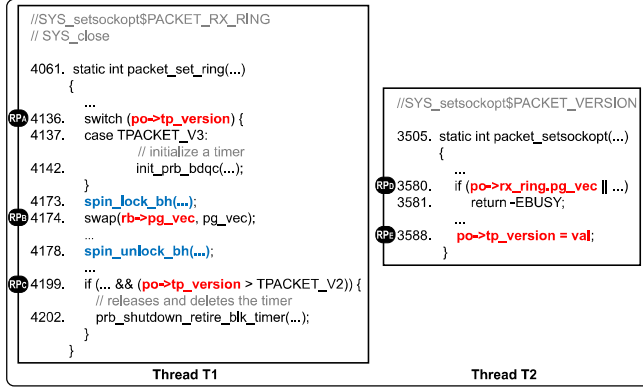 //SYS_setsockopt$PACKET_RX_RING
// SYS_close
4061. static int packet_set_ring(...)
{
...
RPA 4136. switch (po->tp_version) {
4137. case TPACKET_V3:
// initialize a timer
4142. init_prb_bdqc(...);
}
4173. spin_lock_bh(...);
RPB 4174. swap(rb->pg_vec, pg_vec);
...
4178. spin_unlock_bh(...);
...
RPC 4199. if (... && (po->tp_version > TPACKET_V2)) {
// releases and deletes the timer
4202. prb_shutdown_retire_blk_timer(...);
}
}
Thread T1
//SYS_setsockopt$PACKET_VERSION
3505. static int packet_setsockopt(...)
{
...
RPD 3580. if (po->rx_ring.pg_vec || ...)
3581. return -EBUSY;
...
RPE 3588. po->tp_version = val;
}
Thread T2